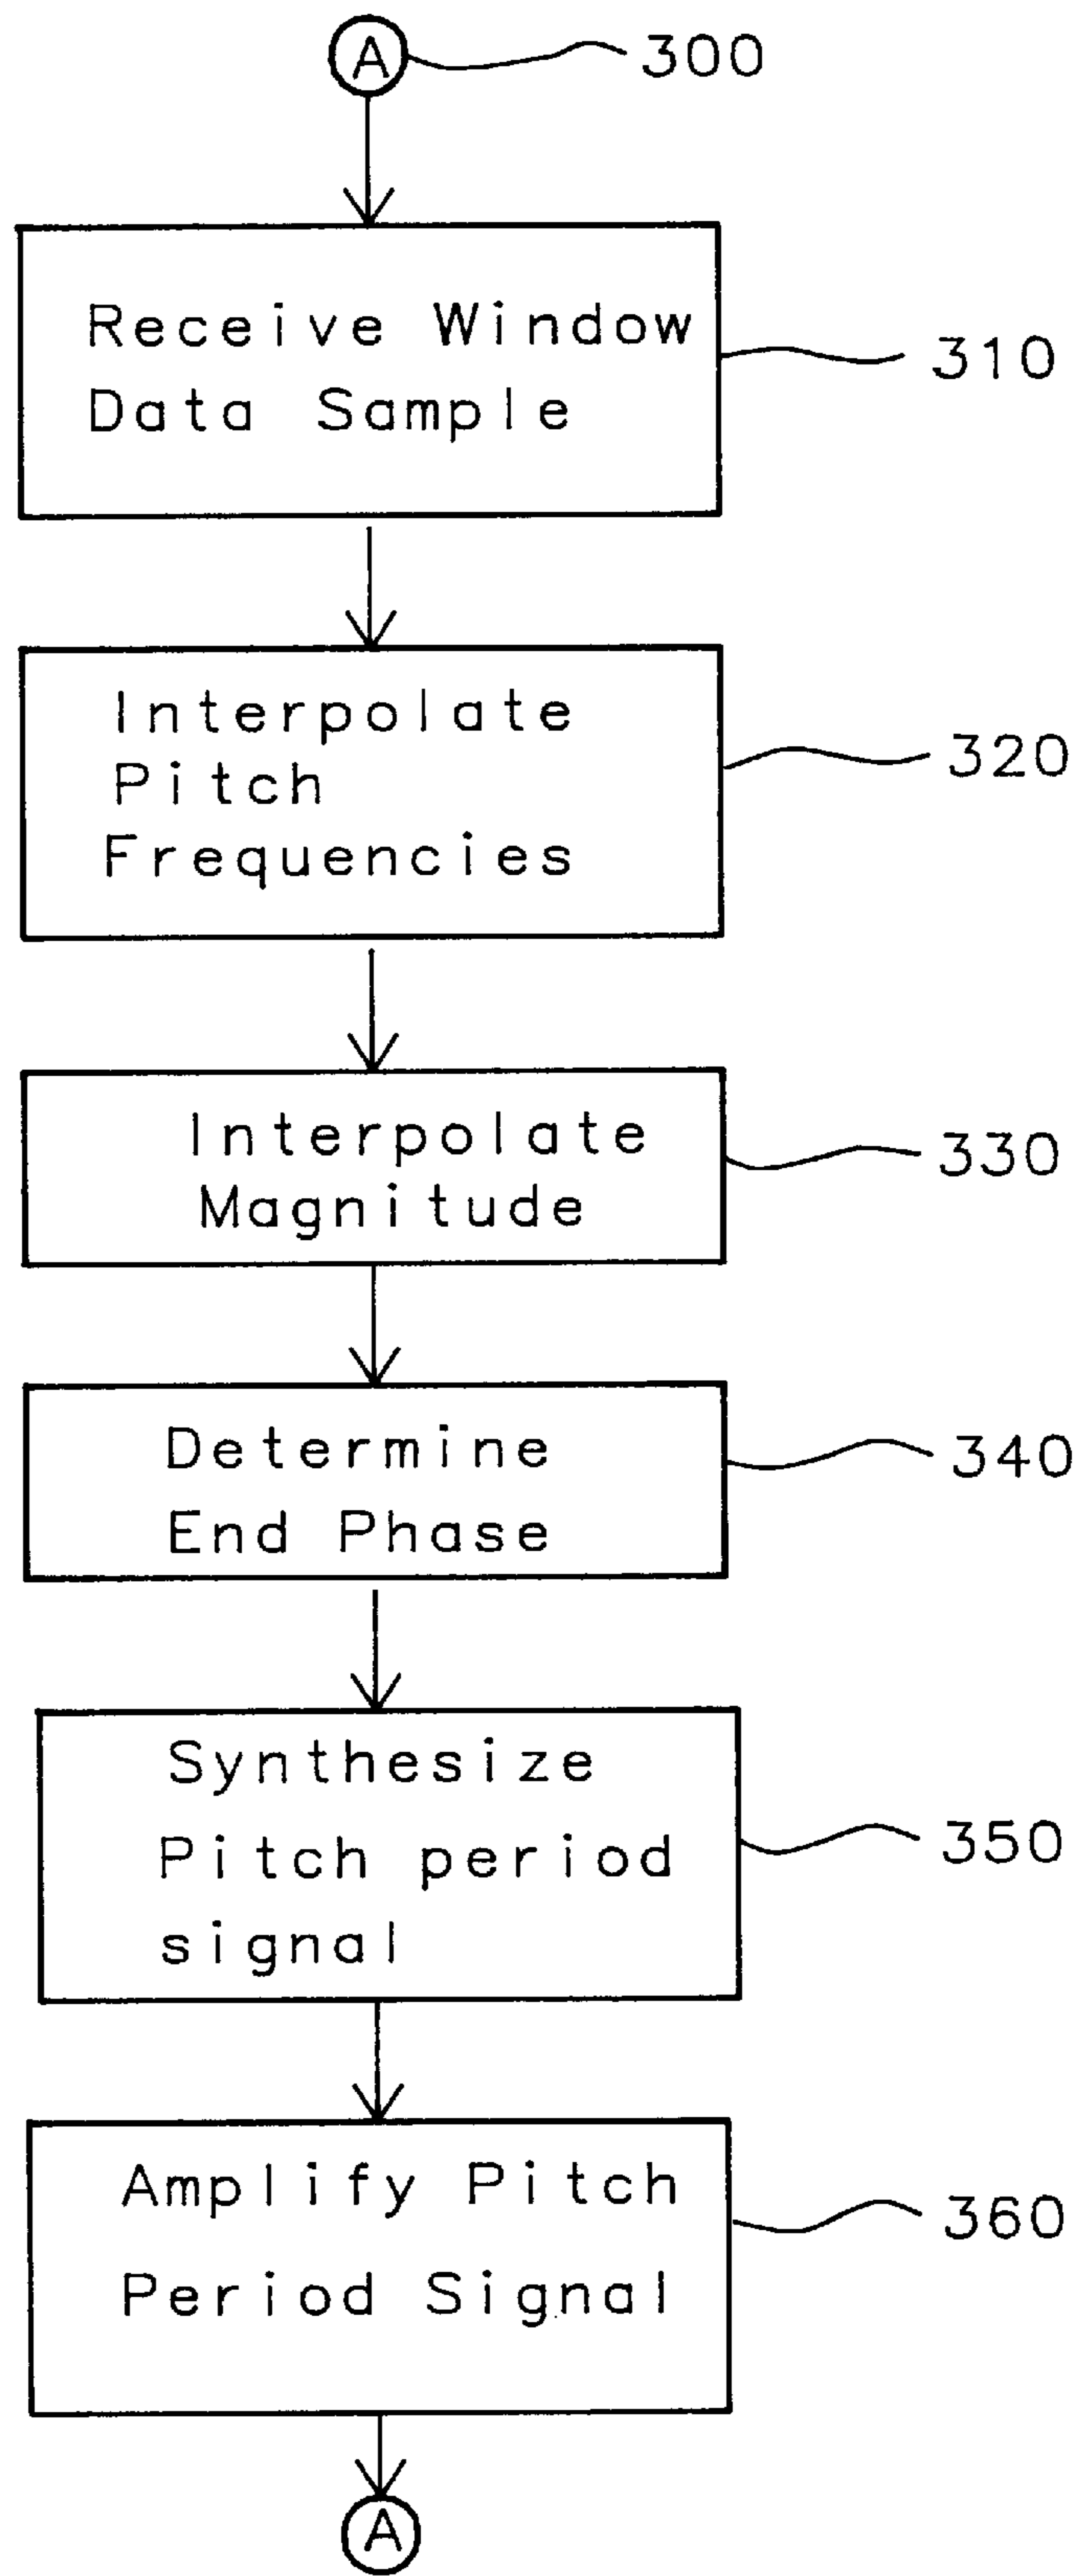 A 300
Receive Window
Data Sample
310
Interpolate
Pitch
Frequencies
320
Interpolate
Magnitude
330
Determine
End Phase
340
Synthesize
Pitch period
signal
350
Amplify Pitch
Period Signal
360
A